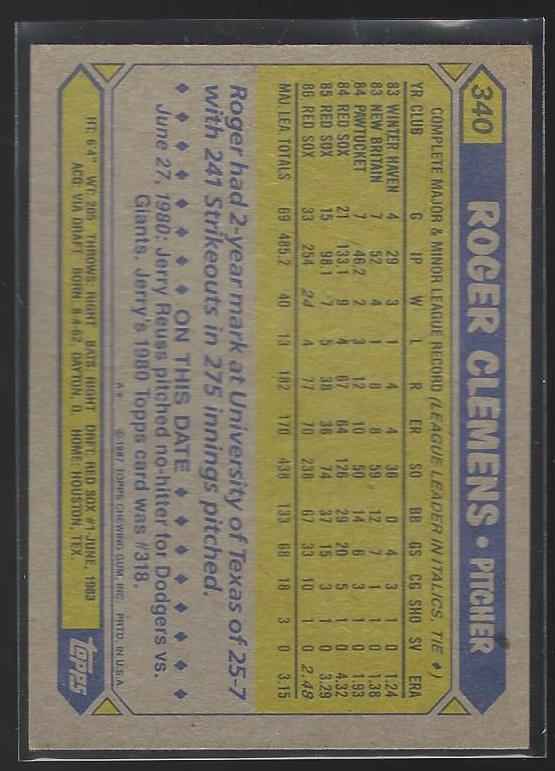 340 ROGER CLEMENS • PITCHER
COMPLETE MAJOR & MINOR LEAGUE RECORD (LEAGUE LEADER IN ITALICS, TIE ♦)
YR CLUB G IP W L R ER SO BB GS CG SHO SV ERA
83 WINTER HAVEN 4 29 3 1 4 4 36 0 4 3 1 0 1.24
83 NEW BRITAIN 7 52 4 1 8 8 59 12 7 1 1 0 1.38
84 PAWTUCKET 7 46.2 2 3 12 10 50 14 6 3 1 0 1.93
84 RED SOX 21 133.1 9 4 67 64 126 29 20 5 1 0 4.32
85 RED SOX 15 98.1 7 5 38 36 74 37 15 3 1 0 3.29
86 RED SOX 33 254 24 4 77 70 238 67 33 10 1 0 2.48
MAJ. LEA. TOTALS 69 485.2 40 13 182 170 438 133 68 18 3 0 3.15
Roger had 2-year mark at University of Texas of 25-7
with 241 Strikeouts in 275 innings pitched.
♦ ♦ ♦ ♦ ♦ ♦ ♦ ON THIS DATE ♦ ♦ ♦ ♦ ♦ ♦ ♦
June 27, 1980: Jerry Reuss pitched no-hitter for Dodgers vs.
Giants. Jerry's 1980 Topps card was #318.
A* ©1987 TOPPS CHEWING GUM, INC. PRTD. IN U.S.A.
HT: 6'4" WT: 205 THROWS: RIGHT BATS: RIGHT DRAFT: RED SOX #1-JUNE, 1983
ACQ: VIA DRAFT BORN: 8-4-62, DAYTON, O. HOME: HOUSTON, TEX.
TOPPS